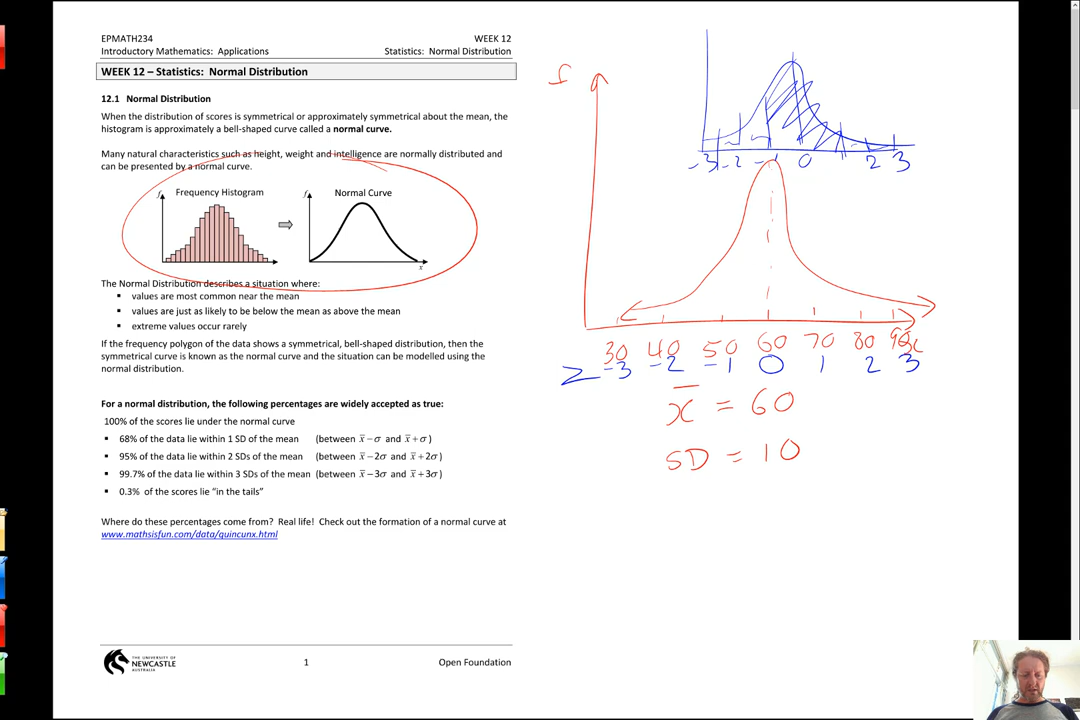 EPMATH234 WEEK 12
Introductory Mathematics: Applications Statistics: Normal Distribution
WEEK 12 – Statistics: Normal Distribution
12.1 Normal Distribution
When the distribution of scores is symmetrical or approximately symmetrical about the mean, the
histogram is approximately a bell-shaped curve called a normal curve.
Many natural characteristics such as height, weight and intelligence are normally distributed and
can be presented by a normal curve.
f Frequency Histogram
f Normal Curve
x
The Normal Distribution describes a situation where:
▪ values are most common near the mean
▪ values are just as likely to be below the mean as above the mean
▪ extreme values occur rarely
If the frequency polygon of the data shows a symmetrical, bell-shaped distribution, then the
symmetrical curve is known as the normal curve and the situation can be modelled using the
normal distribution.
For a normal distribution, the following percentages are widely accepted as true:
100% of the scores lie under the normal curve
▪ 68% of the data lie within 1 SD of the mean (between x̅ − σ and x̅ + σ)
▪ 95% of the data lie within 2 SDs of the mean (between x̅ − 2σ and x̅ + 2σ)
▪ 99.7% of the data lie within 3 SDs of the mean (between x̅ − 3σ and x̅ + 3σ)
▪ 0.3% of the scores lie “in the tails”
Where do these percentages come from? Real life! Check out the formation of a normal curve at
www.mathsisfun.com/data/quincunx.html
THE UNIVERSITY OF
NEWCASTLE
AUSTRALIA
1
Open Foundation
f
-3 -2 -1 0 2 3
30 40 50 60 70 80 90 x
Z -3 -2 -1 0 1 2 3
x̅ = 60
SD = 10